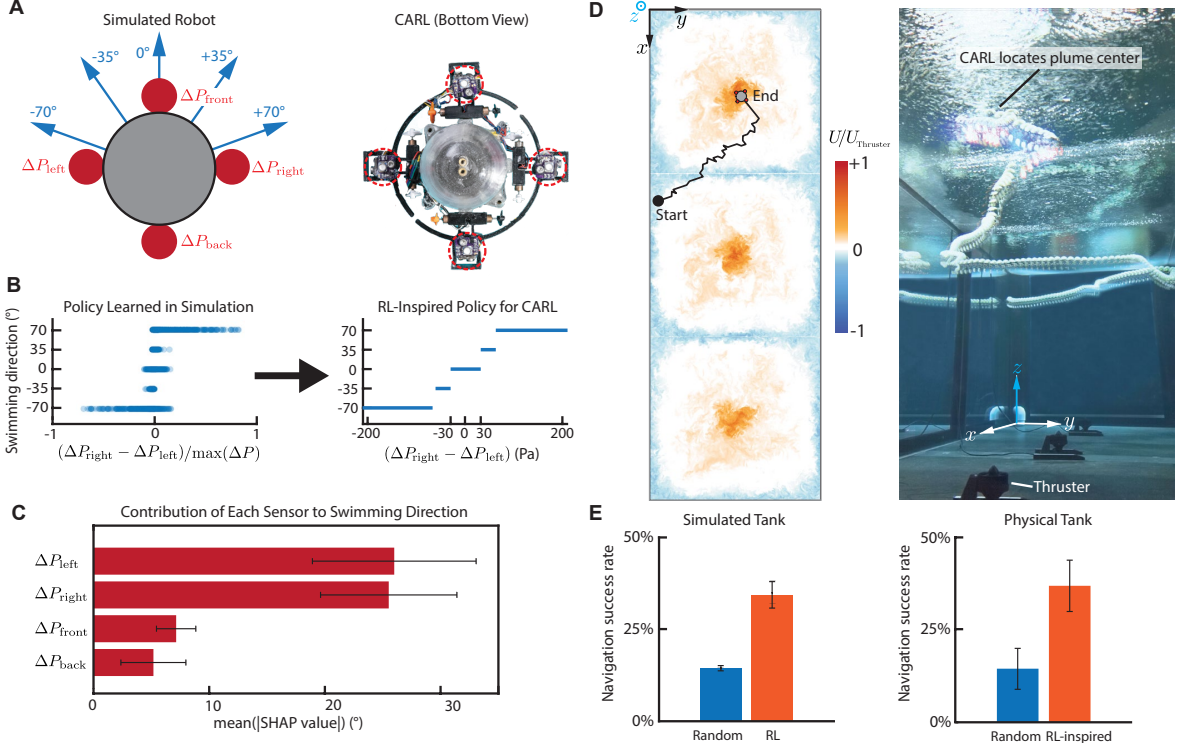 A
Simulated Robot
CARL (Bottom View)
0°
-35°
+35°
-70°
+70°
ΔP_front
ΔP_left
ΔP_right
ΔP_back
B
Policy Learned in Simulation
RL-Inspired Policy for CARL
Swimming direction (°)
70
35
0
-35
-70
-1
0
1
(ΔP_right − ΔP_left)/max(ΔP)
70
35
0
-35
-70
-200
-30
0
30
200
(ΔP_right − ΔP_left) (Pa)
C
Contribution of Each Sensor to Swimming Direction
ΔP_left
ΔP_right
ΔP_front
ΔP_back
0
10
20
30
mean(|SHAP value|) (°)
D
z
y
x
End
Start
U/U_Thruster
+1
0
-1
CARL locates plume center
z
x
y
Thruster
E
Simulated Tank
Navigation success rate
50%
25%
0%
Random
RL
Physical Tank
Navigation success rate
50%
25%
0%
Random
RL-inspired